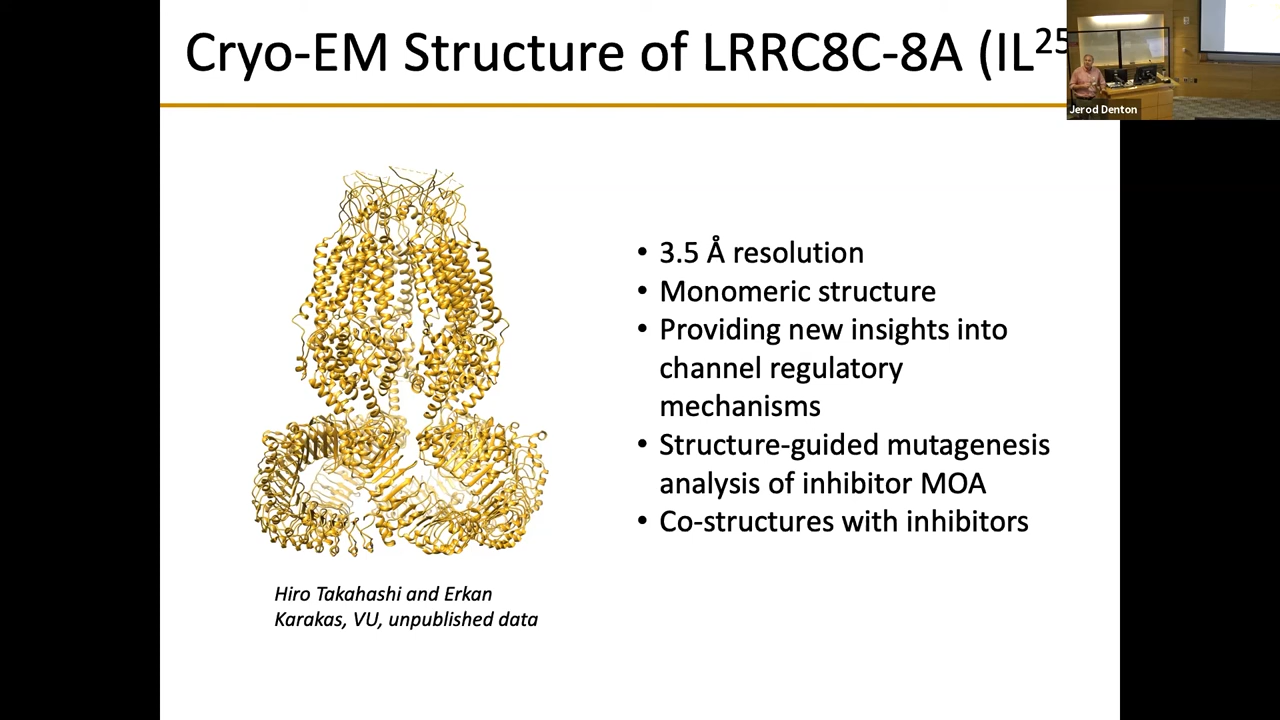 Cryo-EM Structure of LRRC8C-8A (IL²⁵
Jerod Denton
• 3.5 Å resolution
• Monomeric structure
• Providing new insights into
channel regulatory
mechanisms
• Structure-guided mutagenesis
analysis of inhibitor MOA
• Co-structures with inhibitors
Hiro Takahashi and Erkan
Karakas, VU, unpublished data